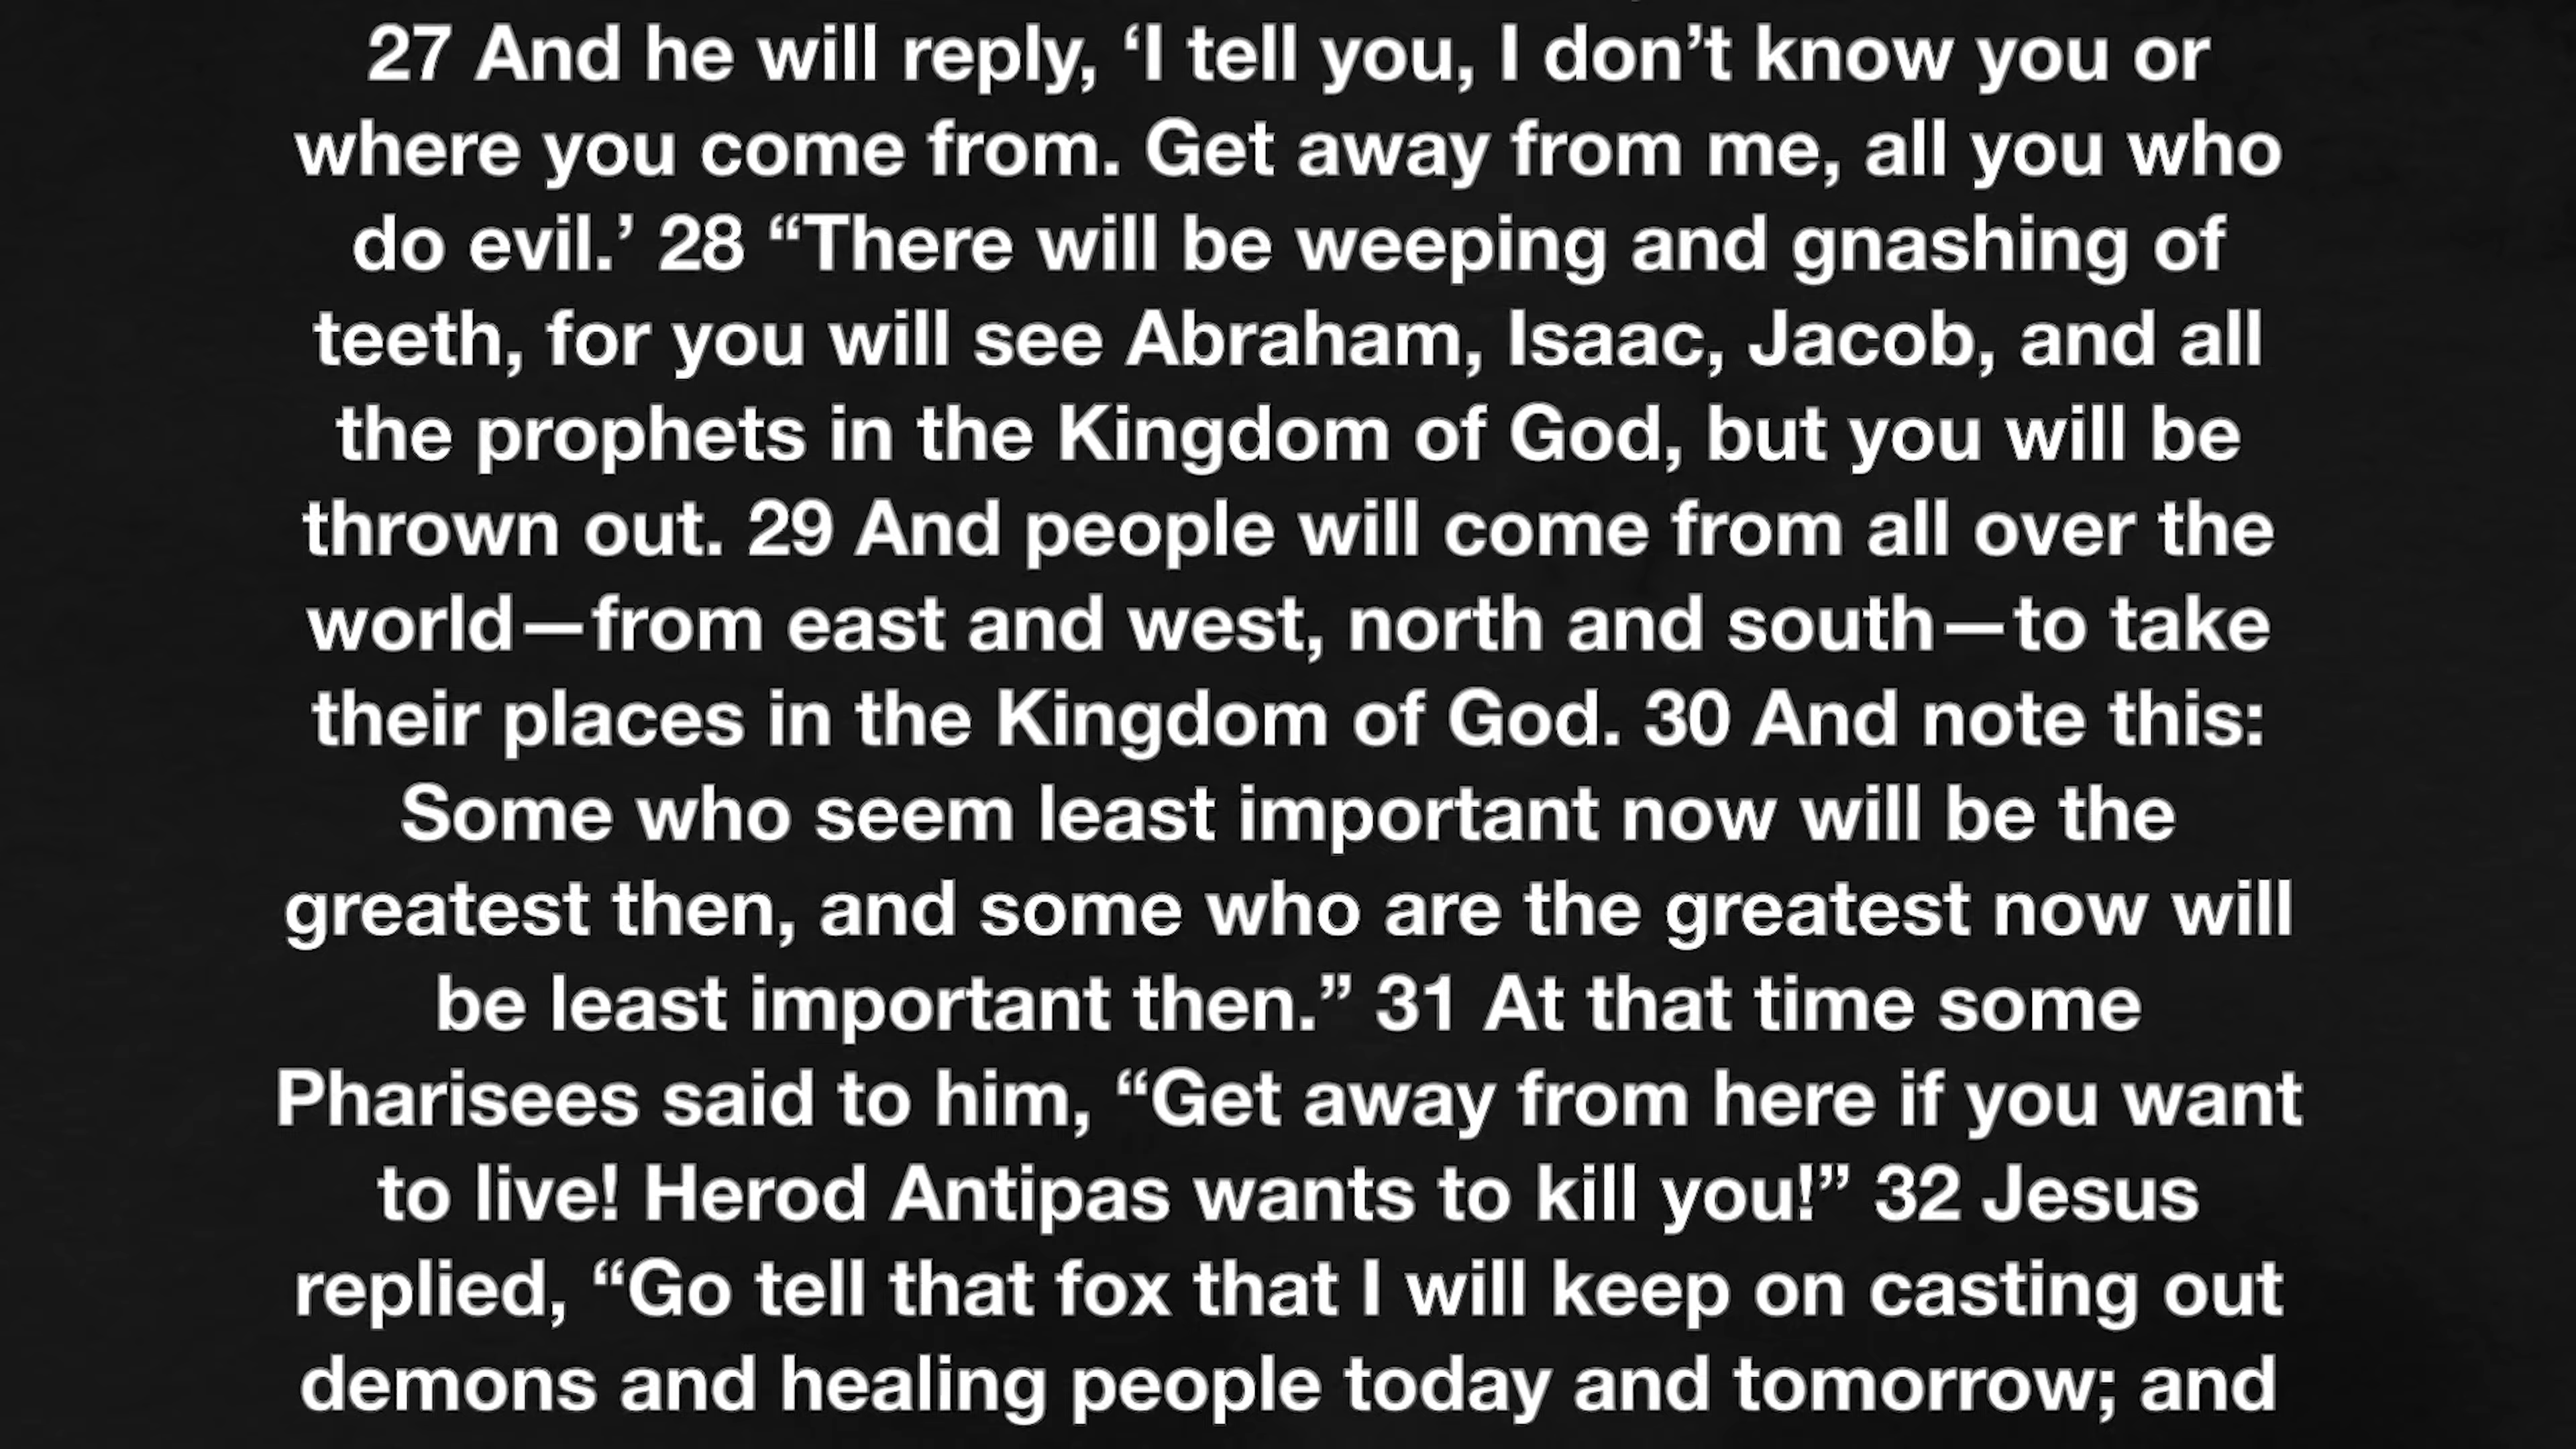 27 And he will reply, ‘I tell you, I don’t know you or
where you come from. Get away from me, all you who
do evil.’ 28 “There will be weeping and gnashing of
teeth, for you will see Abraham, Isaac, Jacob, and all
the prophets in the Kingdom of God, but you will be
thrown out. 29 And people will come from all over the
world—from east and west, north and south—to take
their places in the Kingdom of God. 30 And note this:
Some who seem least important now will be the
greatest then, and some who are the greatest now will
be least important then.” 31 At that time some
Pharisees said to him, “Get away from here if you want
to live! Herod Antipas wants to kill you!” 32 Jesus
replied, “Go tell that fox that I will keep on casting out
demons and healing people today and tomorrow; and